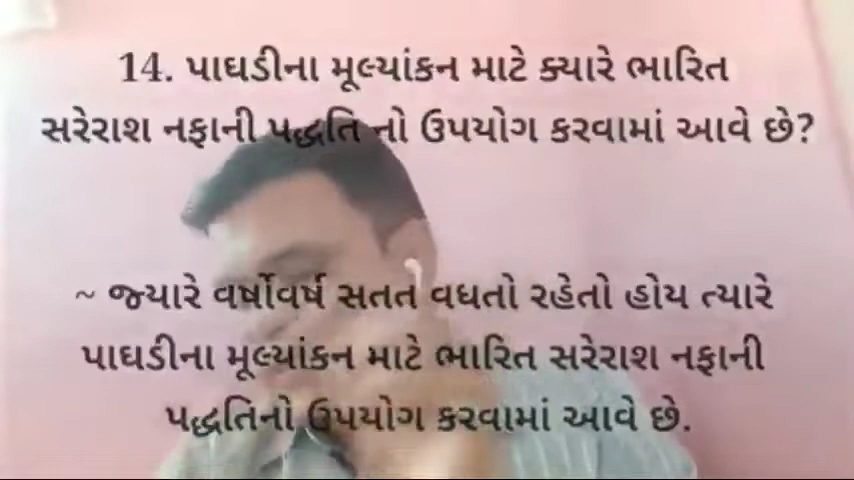 14. પાઘડીના મૂલ્યાંકન માટે ક્યારે ભારિત
સરેરાશ નફાની પદ્ધતિ નો ઉપયોગ કરવામાં આવે છે?
~ જ્યારે વર્ષોવર્ષ સતત વધતો રહેતો હોય ત્યારે
પાઘડીના મૂલ્યાંકન માટે ભારિત સરેરાશ નફાની
પદ્ધતિનો ઉપયોગ કરવામાં આવે છે.